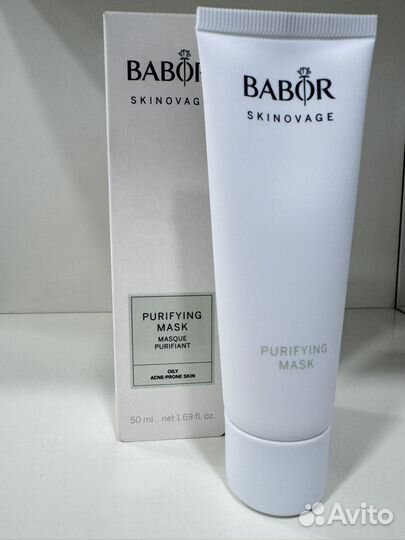 BABOR
SKINOVAGE
PURIFYING
MASK
MASQUE
PURIFIANT
OILY
ACNE-PRONE SKIN
50 ml net 1.69 fl. oz.
BABOR
SKINOVAGE
PURIFYING
MASK
Avito